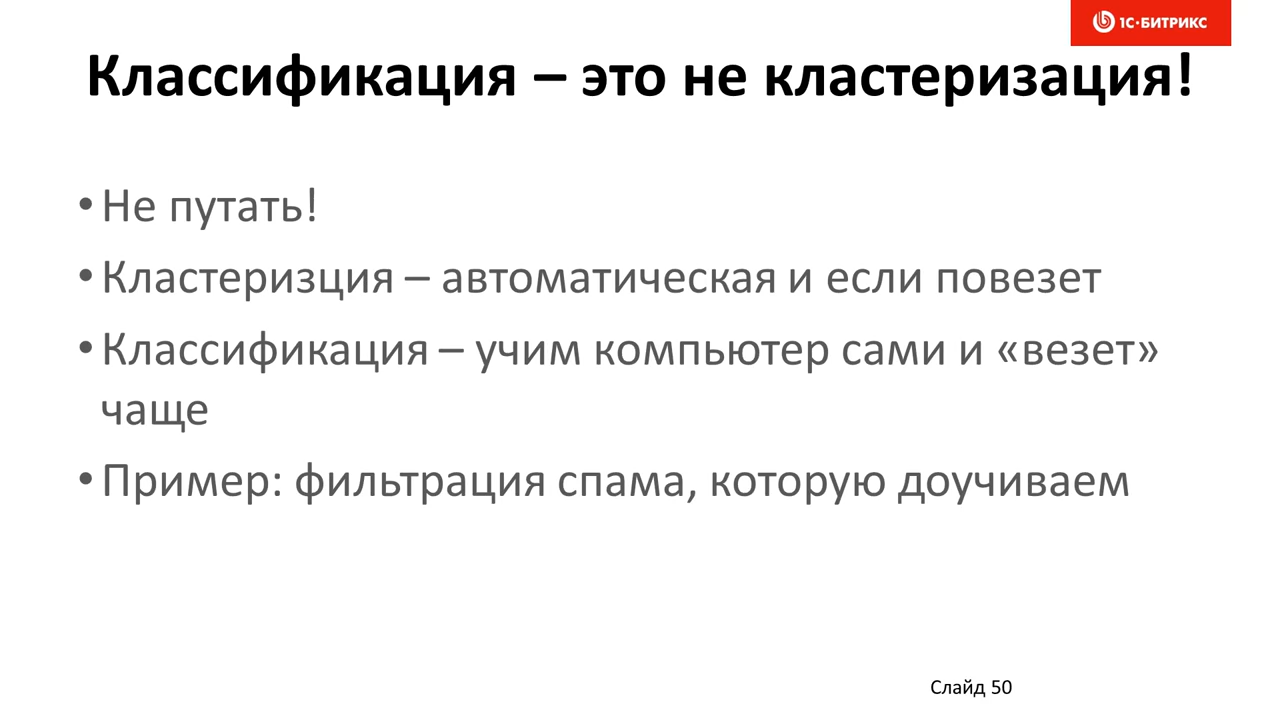 1С-БИТРИКС
Классификация – это не кластеризация!
• Не путать!
• Кластеризция – автоматическая и если повезет
• Классификация – учим компьютер сами и «везет»
чаще
• Пример: фильтрация спама, которую доучиваем
Слайд 50